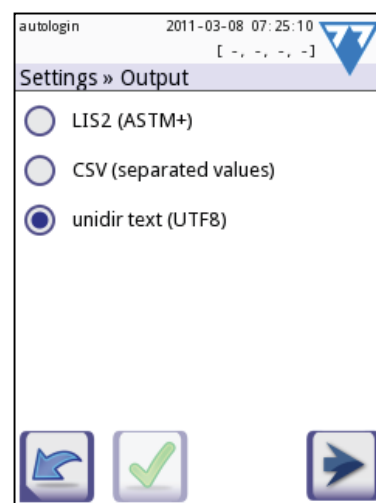 autologin 2011-03-08 07:25:10
[ -, -, -, -]
Settings » Output
LIS2 (ASTM+)
CSV (separated values)
unidir text (UTF8)